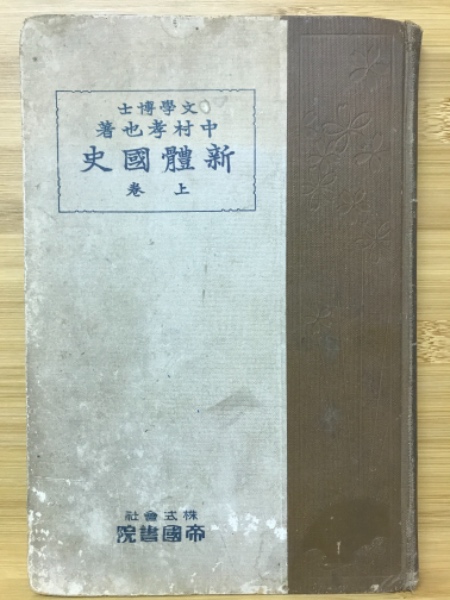 文學博士
中村孝也著
新體國史
上卷
株式會社
帝國書院